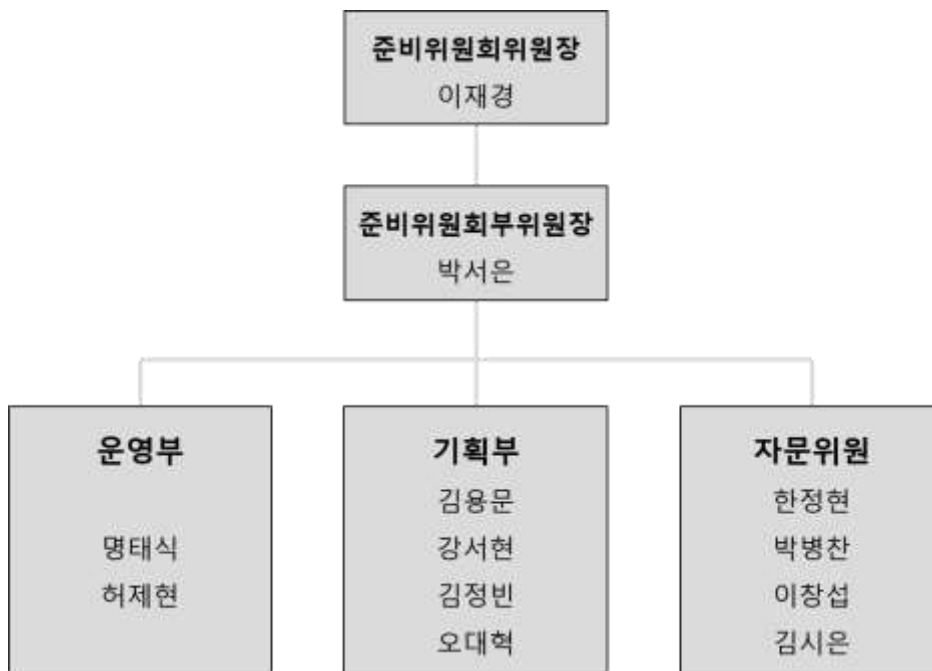 준비위원회위원장
이재경
준비위원회부위원장
박서은
운영부
명태식
허제현
기획부
김용문
강서현
김정빈
오대혁
자문위원
한정현
박병찬
이창섭
김시은